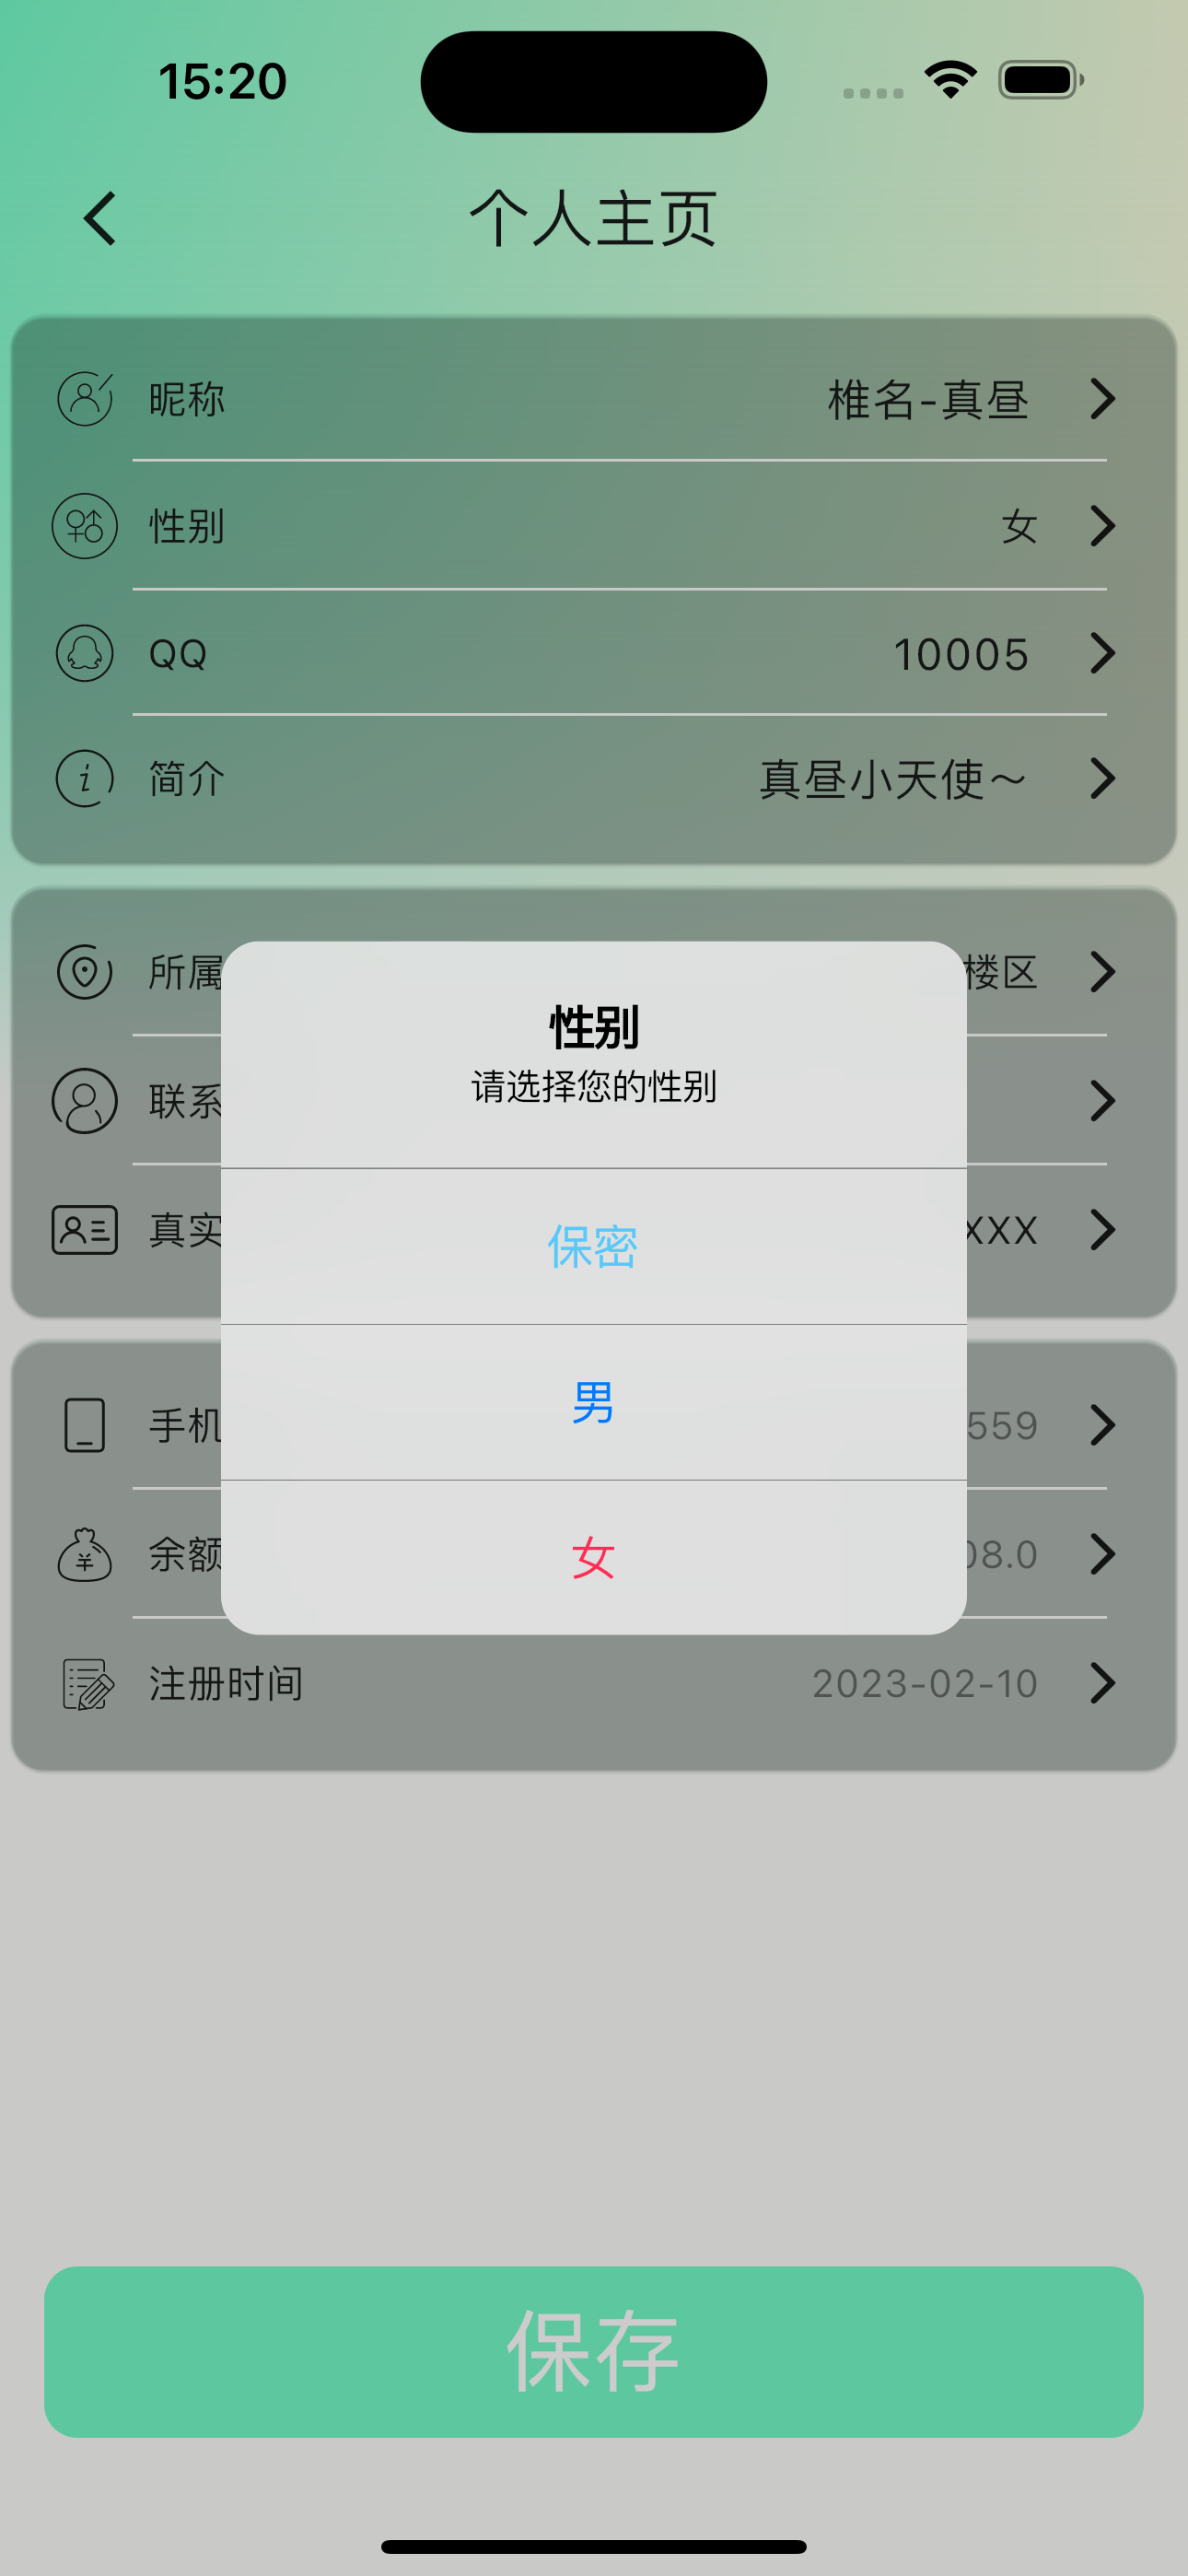 15:20
个人主页
昵称 椎名-真昼
性别 女
QQ 10005
简介 真昼小天使～
所属 楼区
性别
请选择您的性别
联系
保密
真实 XXX
男
手机 559
女
余额 08.0
注册时间 2023-02-10
保存